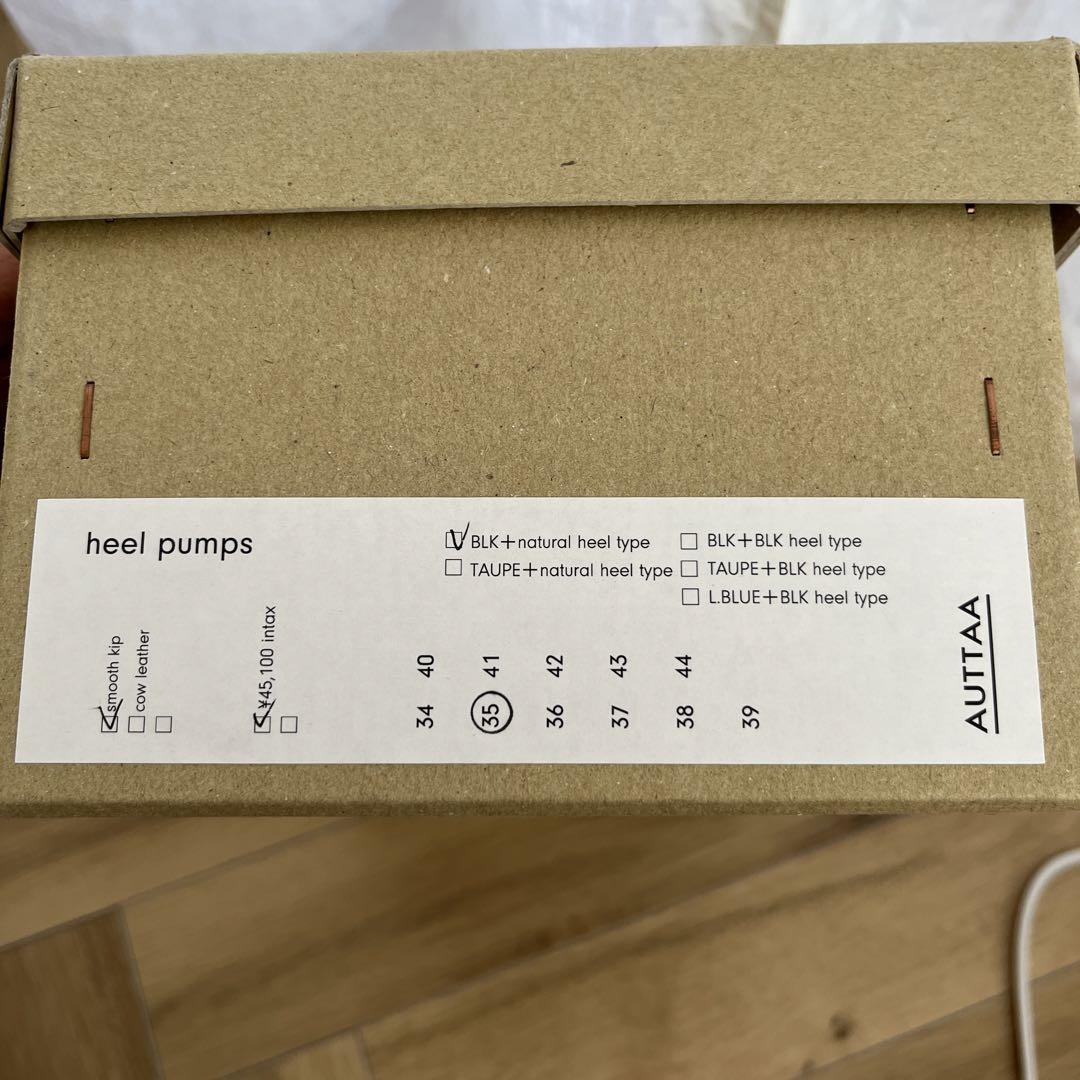 heel pumps
BLK+natural heel type
TAUPE+natural heel type
BLK+BLK heel type
TAUPE+BLK heel type
L.BLUE+BLK heel type
smooth kip
cow leather
¥45,100 intax
40 41 42 43 44
34 35 36 37 38 39
AUTTAA